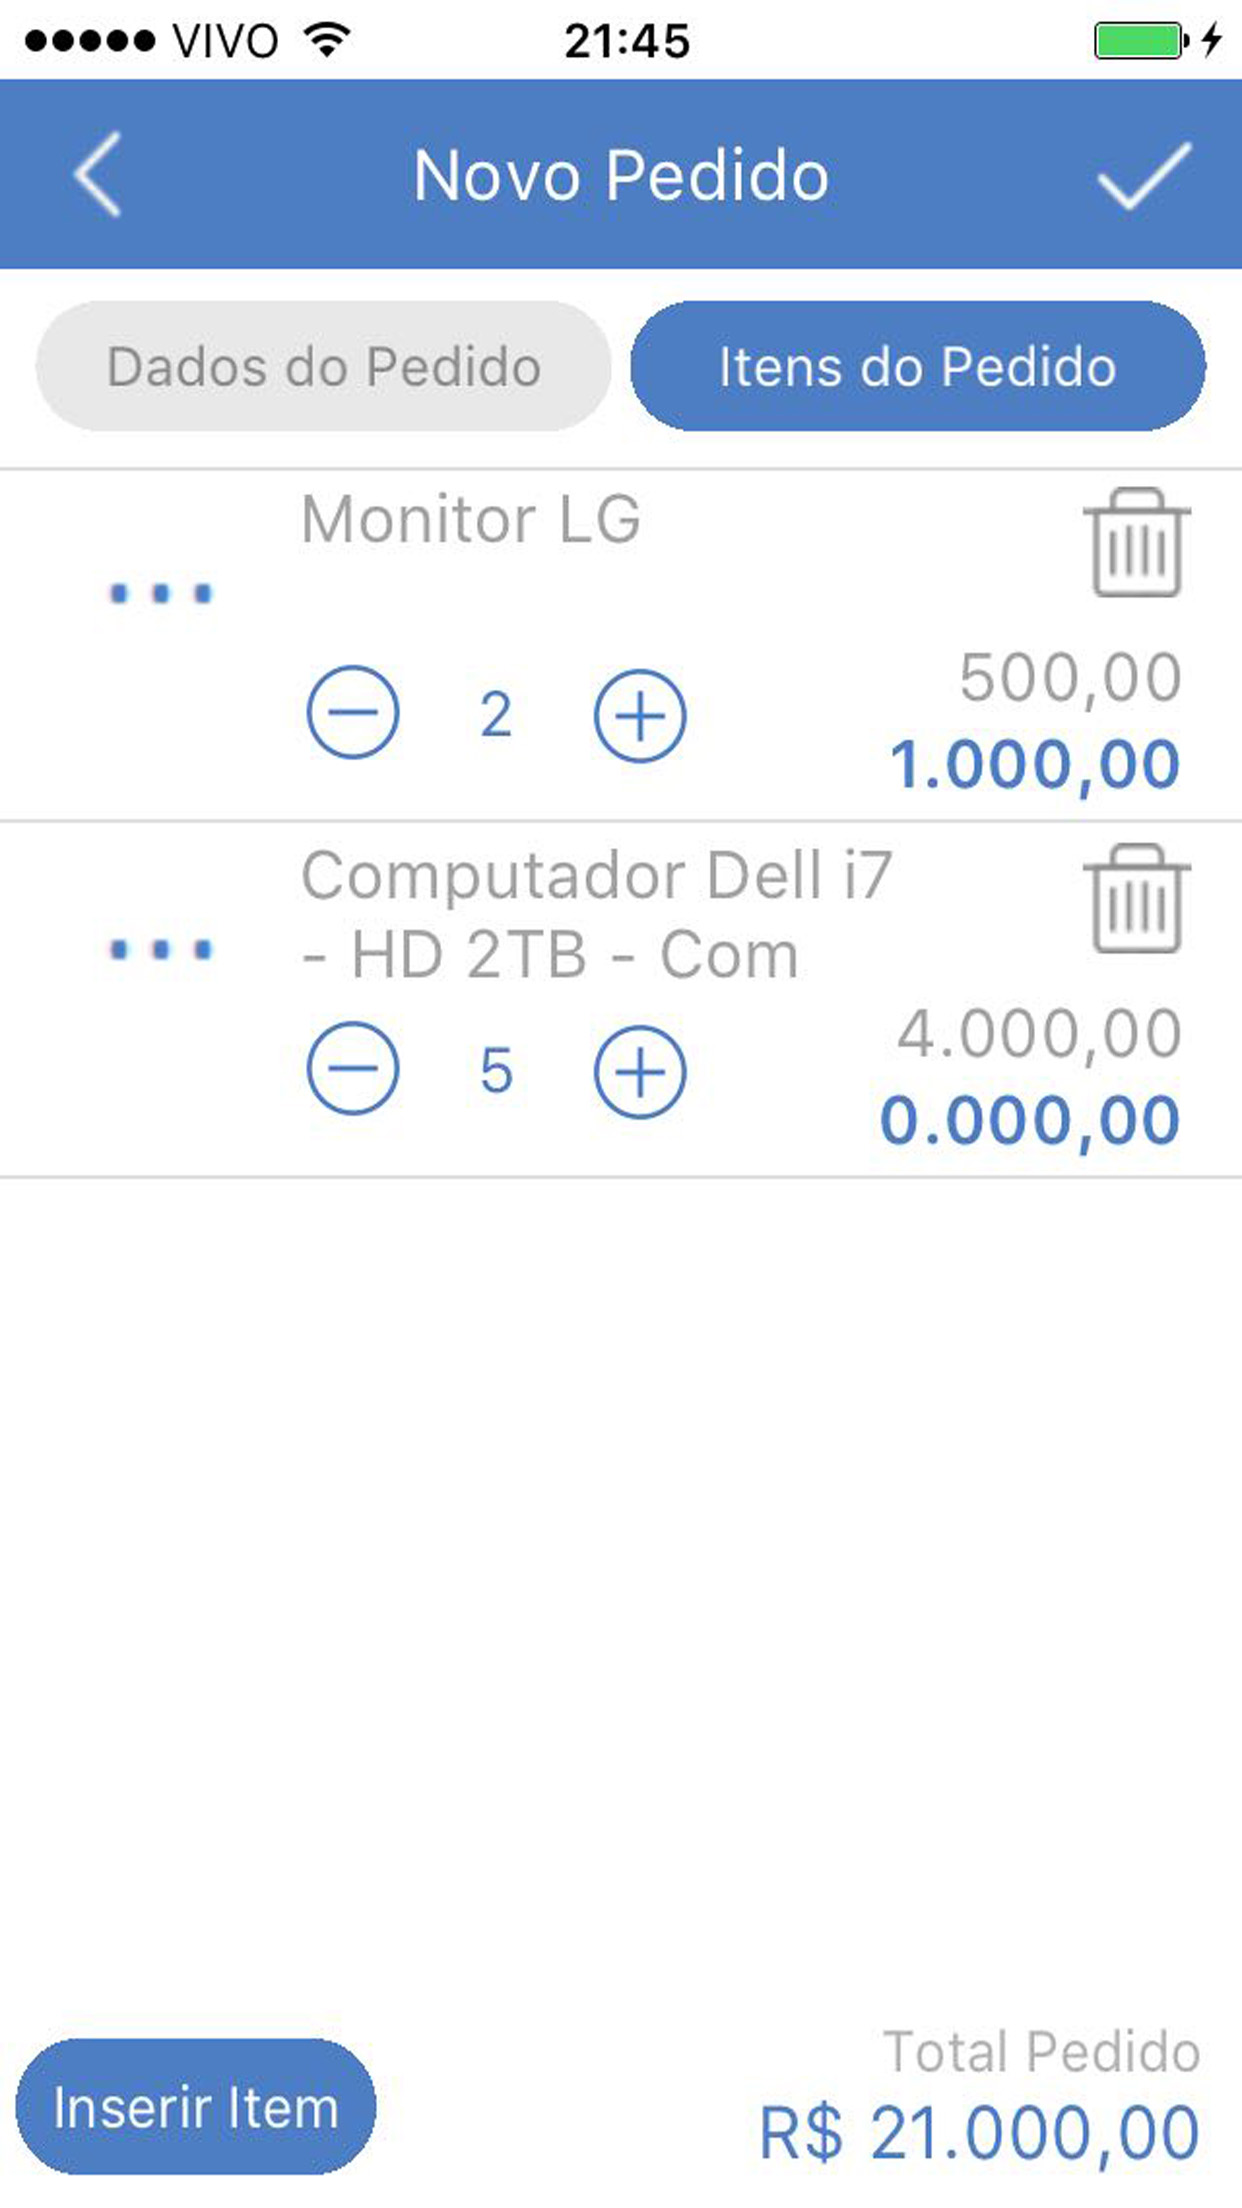 VIVO 21:45
Novo Pedido
Dados do Pedido Itens do Pedido
Monitor LG
500,00
2
1.000,00
Computador Dell i7
- HD 2TB - Com
4.000,00
5
0.000,00
Total Pedido
Inserir Item
R$ 21.000,00